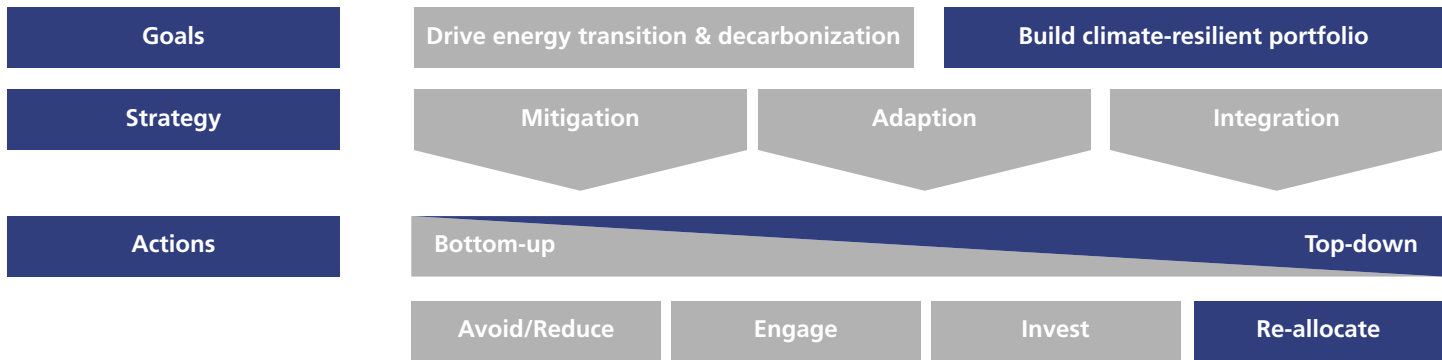 Goals
Drive energy transition & decarbonization
Build climate-resilient portfolio
Strategy
Mitigation
Adaption
Integration
Actions
Bottom-up
Top-down
Avoid/Reduce
Engage
Invest
Re-allocate